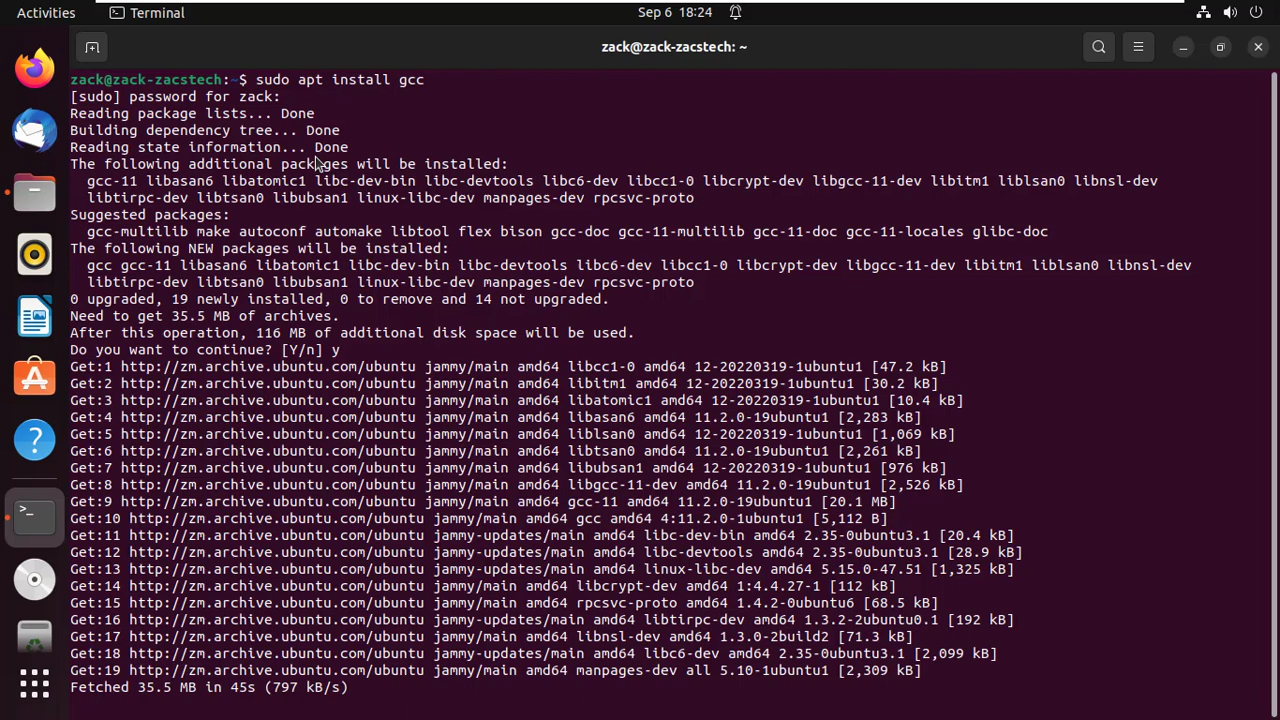 Activities
Terminal
Sep 6 18:24
zack@zack-zacstech: ~
zack@zack-zacstech:~$ sudo apt install gcc
[sudo] password for zack:
Reading package lists... Done
Building dependency tree... Done
Reading state information... Done
The following additional packages will be installed:
gcc-11 libasan6 libatomic1 libc-dev-bin libc-devtools libc6-dev libcc1-0 libcrypt-dev libgcc-11-dev libitm1 liblsan0 libnsl-dev
libtirpc-dev libtsan0 libubsan1 linux-libc-dev manpages-dev rpcsvc-proto
Suggested packages:
gcc-multilib make autoconf automake libtool flex bison gcc-doc gcc-11-multilib gcc-11-doc gcc-11-locales glibc-doc
The following NEW packages will be installed:
gcc gcc-11 libasan6 libatomic1 libc-dev-bin libc-devtools libc6-dev libcc1-0 libcrypt-dev libgcc-11-dev libitm1 liblsan0 libnsl-dev
libtirpc-dev libtsan0 libubsan1 linux-libc-dev manpages-dev rpcsvc-proto
0 upgraded, 19 newly installed, 0 to remove and 14 not upgraded.
Need to get 35.5 MB of archives.
After this operation, 116 MB of additional disk space will be used.
Do you want to continue? [Y/n] y
Get:1 http://zm.archive.ubuntu.com/ubuntu jammy/main amd64 libcc1-0 amd64 12-20220319-1ubuntu1 [47.2 kB]
Get:2 http://zm.archive.ubuntu.com/ubuntu jammy/main amd64 libitm1 amd64 12-20220319-1ubuntu1 [30.2 kB]
Get:3 http://zm.archive.ubuntu.com/ubuntu jammy/main amd64 libatomic1 amd64 12-20220319-1ubuntu1 [10.4 kB]
Get:4 http://zm.archive.ubuntu.com/ubuntu jammy/main amd64 libasan6 amd64 11.2.0-19ubuntu1 [2,283 kB]
Get:5 http://zm.archive.ubuntu.com/ubuntu jammy/main amd64 liblsan0 amd64 12-20220319-1ubuntu1 [1,069 kB]
Get:6 http://zm.archive.ubuntu.com/ubuntu jammy/main amd64 libtsan0 amd64 11.2.0-19ubuntu1 [2,261 kB]
Get:7 http://zm.archive.ubuntu.com/ubuntu jammy/main amd64 libubsan1 amd64 12-20220319-1ubuntu1 [976 kB]
Get:8 http://zm.archive.ubuntu.com/ubuntu jammy/main amd64 libgcc-11-dev amd64 11.2.0-19ubuntu1 [2,526 kB]
Get:9 http://zm.archive.ubuntu.com/ubuntu jammy/main amd64 gcc-11 amd64 11.2.0-19ubuntu1 [20.1 MB]
Get:10 http://zm.archive.ubuntu.com/ubuntu jammy/main amd64 gcc amd64 4:11.2.0-1ubuntu1 [5,112 B]
Get:11 http://zm.archive.ubuntu.com/ubuntu jammy-updates/main amd64 libc-dev-bin amd64 2.35-0ubuntu3.1 [20.4 kB]
Get:12 http://zm.archive.ubuntu.com/ubuntu jammy-updates/main amd64 libc-devtools amd64 2.35-0ubuntu3.1 [28.9 kB]
Get:13 http://zm.archive.ubuntu.com/ubuntu jammy-updates/main amd64 linux-libc-dev amd64 5.15.0-47.51 [1,325 kB]
Get:14 http://zm.archive.ubuntu.com/ubuntu jammy/main amd64 libcrypt-dev amd64 1:4.4.27-1 [112 kB]
Get:15 http://zm.archive.ubuntu.com/ubuntu jammy/main amd64 rpcsvc-proto amd64 1.4.2-0ubuntu6 [68.5 kB]
Get:16 http://zm.archive.ubuntu.com/ubuntu jammy-updates/main amd64 libtirpc-dev amd64 1.3.2-2ubuntu0.1 [192 kB]
Get:17 http://zm.archive.ubuntu.com/ubuntu jammy/main amd64 libnsl-dev amd64 1.3.0-2build2 [71.3 kB]
Get:18 http://zm.archive.ubuntu.com/ubuntu jammy-updates/main amd64 libc6-dev amd64 2.35-0ubuntu3.1 [2,099 kB]
Get:19 http://zm.archive.ubuntu.com/ubuntu jammy/main amd64 manpages-dev all 5.10-1ubuntu1 [2,309 kB]
Fetched 35.5 MB in 45s (797 kB/s)